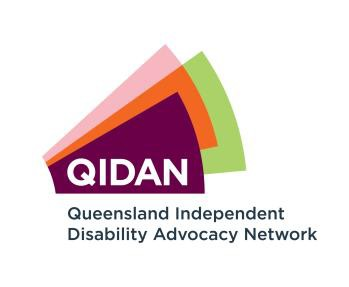 QIDAN
Queensland Independent
Disability Advocacy Network